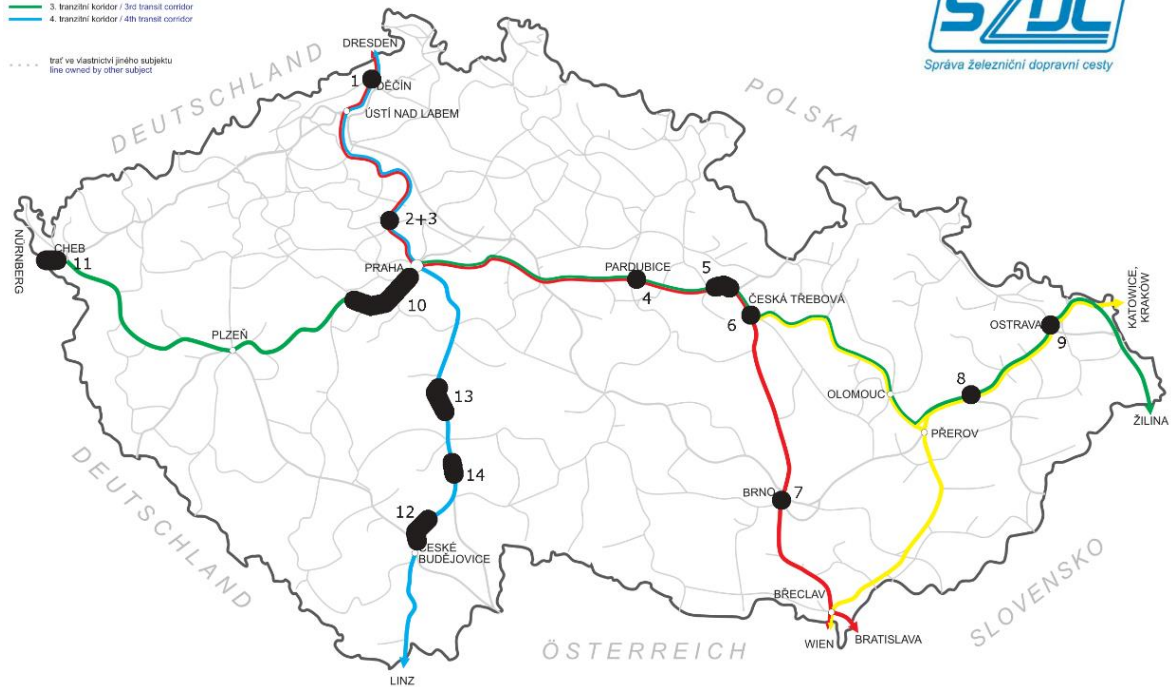 3. tranzitní koridor / 3rd transit corridor
4. tranzitní koridor / 4th transit corridor
trať ve vlastnictví jiného subjektu
line owned by other subject
SŽDC
Správa železniční dopravní cesty
DRESDEN
1
DĚČÍN
DEUTSCHLAND
ÚSTÍ NAD LABEM
POLSKA
2+3
NÜRNBERG
CHEB
11
PRAHA
10
PARDUBICE
4
5
ČESKÁ TŘEBOVÁ
6
KATOWICE,
KRAKÓW
OSTRAVA
9
PLZEŇ
8
OLOMOUC
13
ŽILINA
PŘEROV
DEUTSCHLAND
14
BRNO
7
12
ČESKÉ
BUDĚJOVICE
SLOVENSKO
BŘECLAV
WIEN
BRATISLAVA
ÖSTERREICH
LINZ